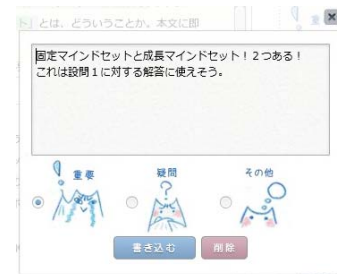 ト］とは、どういうことか、本文に即
固定マインドセットと成長マインドセット！２つある！
これは設問１に対する解答に使えそう。
重要
疑問
その他
書き込む
削除